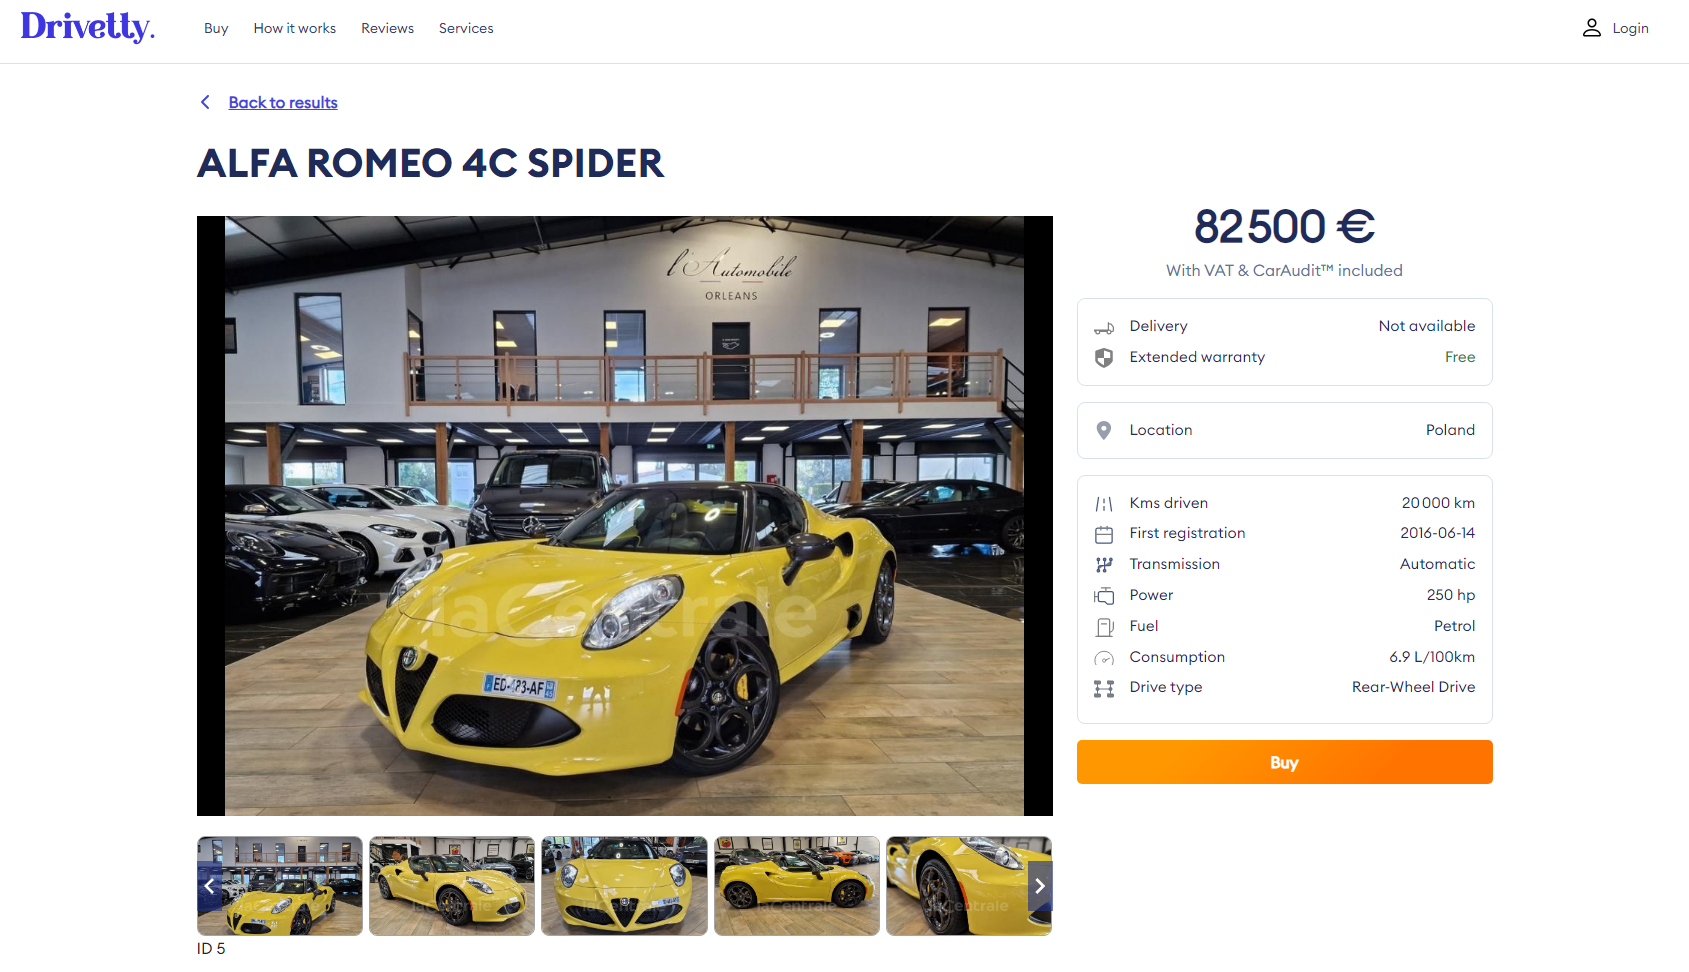 Drivetty.
Buy
How it works
Reviews
Services
Login
Back to results
ALFA ROMEO 4C SPIDER
l'Automobile
ORLEANS
iaCentrale
ED-423-AF
82 500 €
With VAT & CarAudit™ included
Delivery Not available
Extended warranty Free
Location Poland
Kms driven 20 000 km
First registration 2016-06-14
Transmission Automatic
Power 250 hp
Fuel Petrol
Consumption 6.9 L/100km
Drive type Rear-Wheel Drive
Buy
ID 5